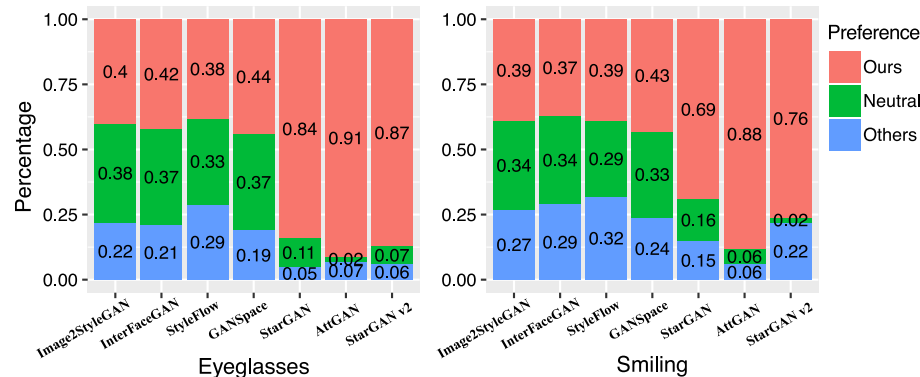 1.00
0.75
0.50
0.25
0.00
Percentage
0.4 0.42 0.38 0.44 0.84 0.91 0.87
0.38 0.37 0.33 0.37 0.11 0.02 0.07
0.22 0.21 0.29 0.19 0.05 0.07 0.06
Image2StyleGAN InterFaceGAN StyleFlow GANSpace StarGAN AttGAN StarGAN v2
Eyeglasses
1.00
0.75
0.50
0.25
0.00
0.39 0.37 0.39 0.43 0.69 0.88 0.76
0.34 0.34 0.29 0.33 0.16 0.06 0.02
0.27 0.29 0.32 0.24 0.15 0.06 0.22
Image2StyleGAN InterFaceGAN StyleFlow GANSpace StarGAN AttGAN StarGAN v2
Smiling
Preference
Ours
Neutral
Others